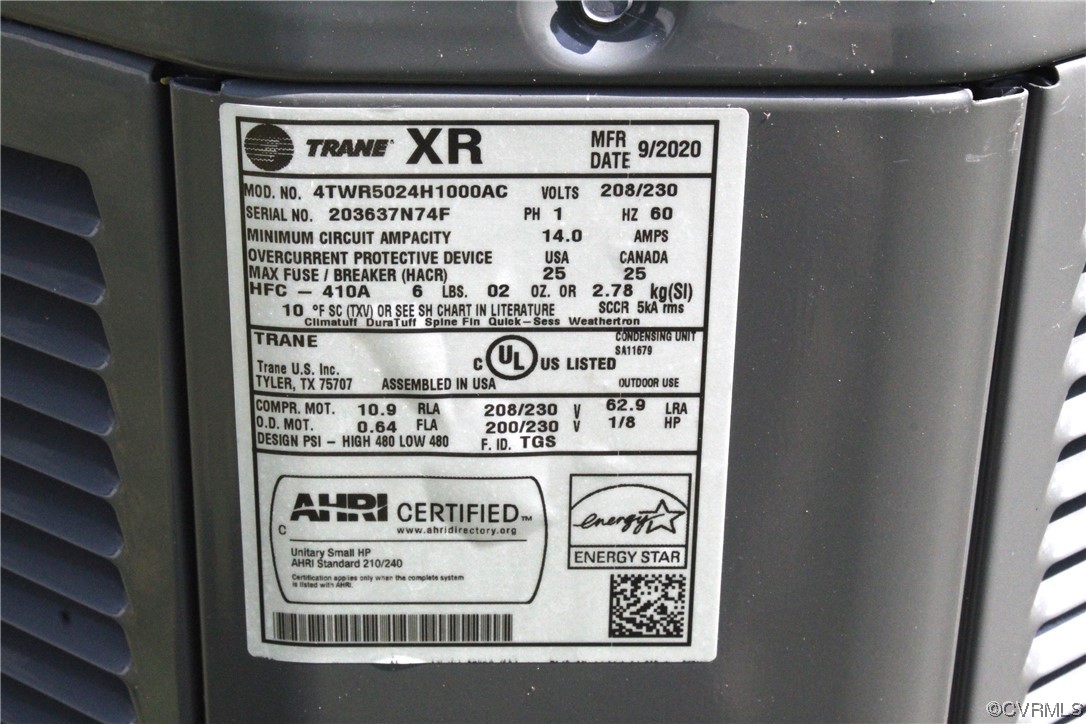 TRANE XR MFR DATE 9/2020
MOD. NO. 4TWR5024H1000AC VOLTS 208/230
SERIAL NO. 203637N74F PH 1 HZ 60
MINIMUM CIRCUIT AMPACITY 14.0 AMPS
OVERCURRENT PROTECTIVE DEVICE USA CANADA
MAX FUSE / BREAKER (HACR) 25 25
HFC - 410A 6 LBS. 02 OZ. OR 2.78 kg(SI)
10 °F SC (TXV) OR SEE SH CHART IN LITERATURE SCCR 5kA rms
Climatuff DuraTuff Spine Fin Quick-Sess Weathertron
TRANE
CONDENSING UNIT
SA11679
C UL US LISTED
Trane U.S. Inc.
TYLER, TX 75707 ASSEMBLED IN USA OUTDOOR USE
COMPR. MOT. 10.9 RLA 208/230 V 62.9 LRA
O.D. MOT. 0.64 FLA 200/230 V 1/8 HP
DESIGN PSI - HIGH 480 LOW 480 F. ID. TGS
C AHRI CERTIFIED™
www.ahridirectory.org
Unitary Small HP
AHRI Standard 210/240
Certification applies only when the complete system
is listed with AHRI.
energy
ENERGY STAR
©CVRMLS